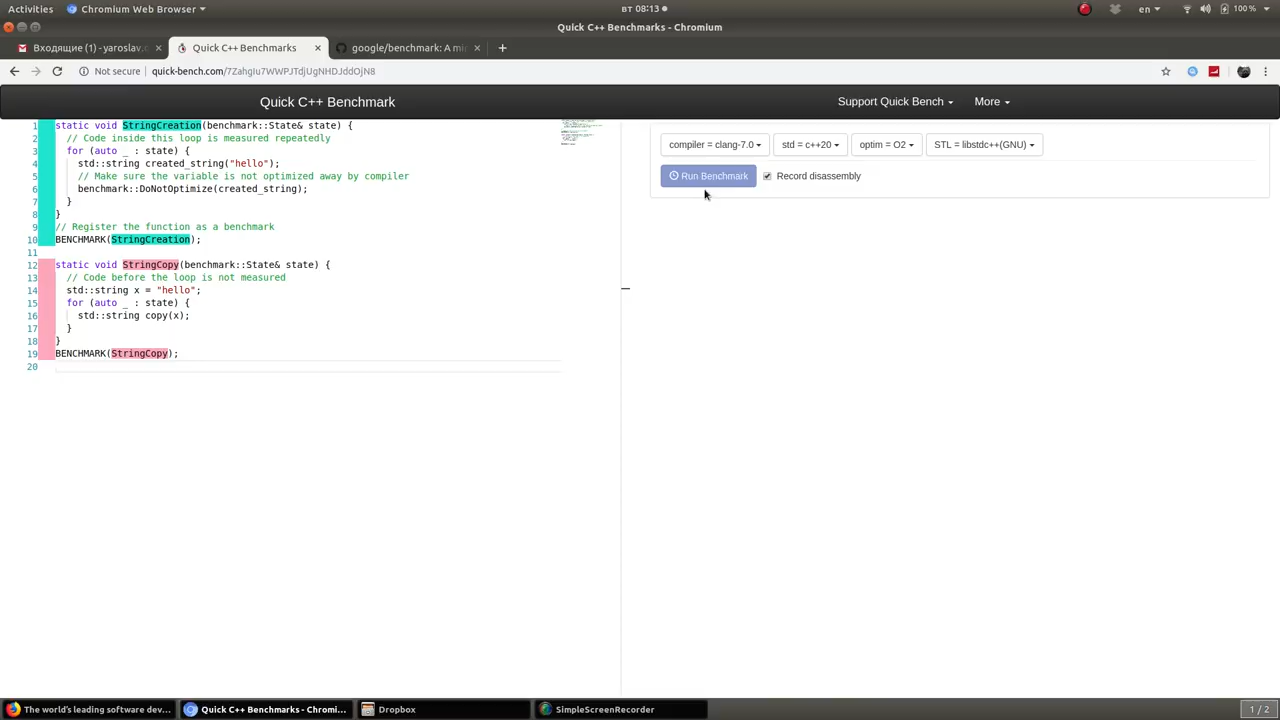 Activities Chromium Web Browser вт 08:13 en 100 %
Quick C++ Benchmarks - Chromium
Входящие (1) - yaroslav.c Quick C++ Benchmarks google/benchmark: A mi
Not secure quick-bench.com/7ZahgIu7WWPJTdjUgNHDJddOjN8
Quick C++ Benchmark Support Quick Bench More
1 static void StringCreation(benchmark::State& state) {
2 // Code inside this loop is measured repeatedly
3 for (auto _ : state) {
4 std::string created_string("hello");
5 // Make sure the variable is not optimized away by compiler
6 benchmark::DoNotOptimize(created_string);
7 }
8 }
9 // Register the function as a benchmark
10 BENCHMARK(StringCreation);
11
12 static void StringCopy(benchmark::State& state) {
13 // Code before the loop is not measured
14 std::string x = "hello";
15 for (auto _ : state) {
16 std::string copy(x);
17 }
18 }
19 BENCHMARK(StringCopy);
20
compiler = clang-7.0 std = c++20 optim = O2 STL = libstdc++(GNU)
Run Benchmark Record disassembly
The world's leading software dev... Quick C++ Benchmarks - Chromi... Dropbox SimpleScreenRecorder 1 / 2